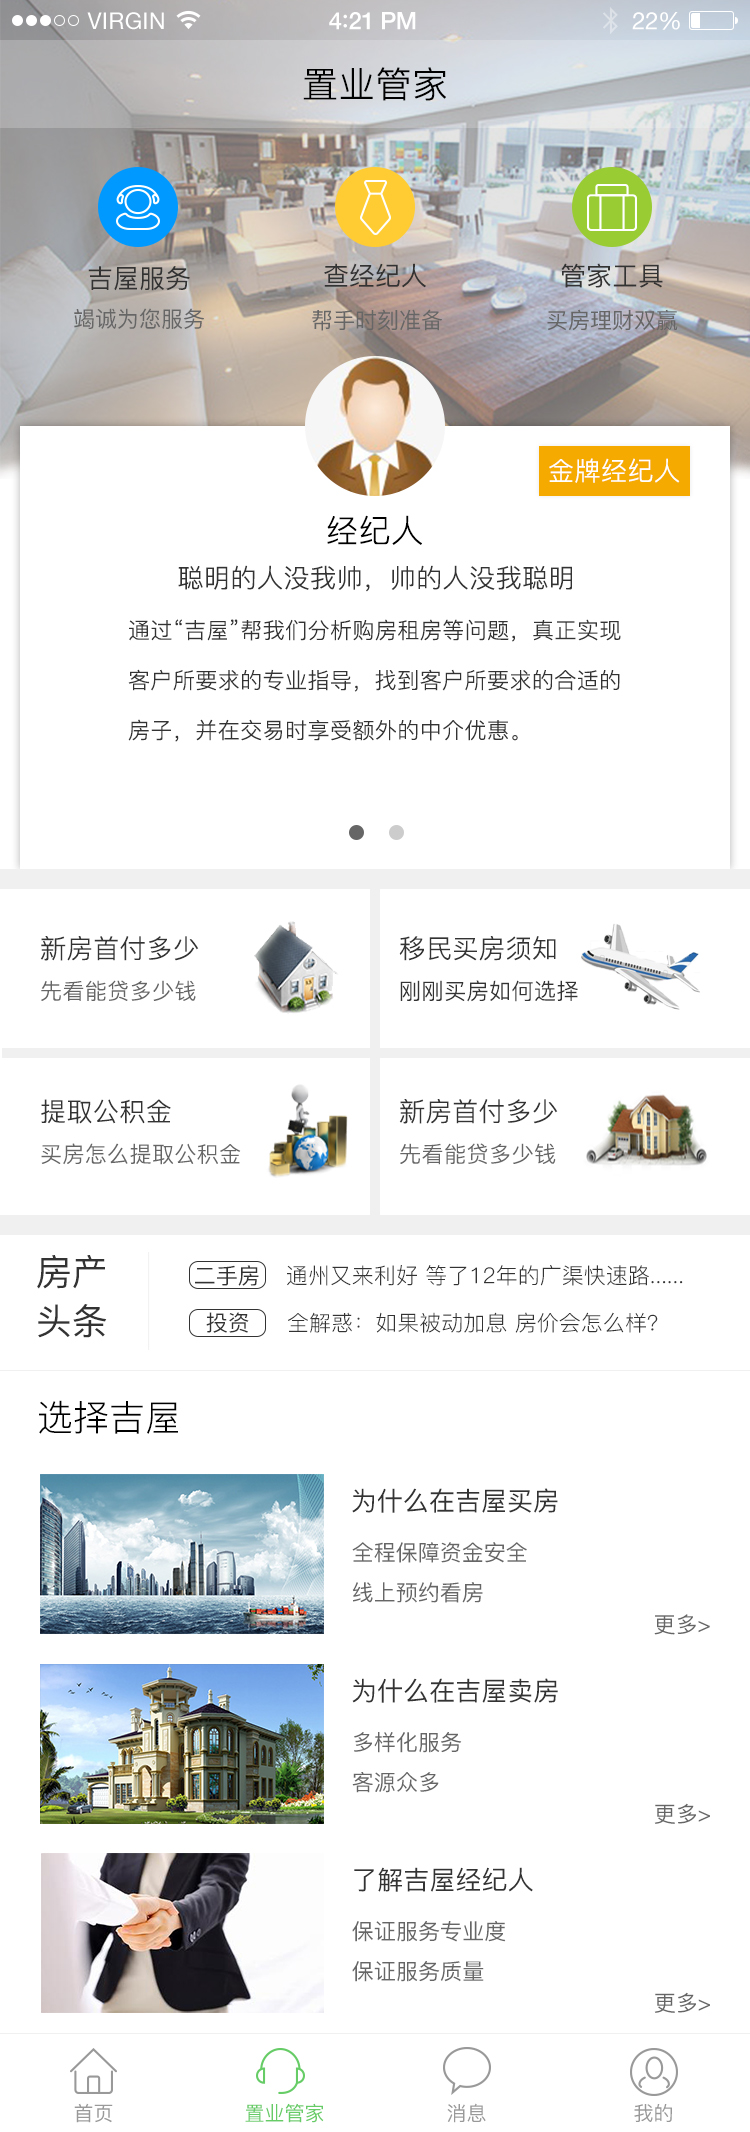 VIRGIN 4:21 PM 22%
置业管家
吉屋服务 查经纪人 管家工具
竭诚为您服务 帮手时刻准备 买房理财双赢
金牌经纪人
经纪人
聪明的人没我帅，帅的人没我聪明
通过“吉屋”帮我们分析购房租房等问题，真正实现
客户所要求的专业指导，找到客户所要求的合适的
房子，并在交易时享受额外的中介优惠。
新房首付多少
先看能贷多少钱
移民买房须知
刚刚买房如何选择
提取公积金
买房怎么提取公积金
新房首付多少
先看能贷多少钱
房产
头条
二手房 通州又来利好 等了12年的广渠快速路......
投资 全解惑：如果被动加息 房价会怎么样？
选择吉屋
为什么在吉屋买房
全程保障资金安全
线上预约看房
更多>
为什么在吉屋卖房
多样化服务
客源众多
更多>
了解吉屋经纪人
保证服务专业度
保证服务质量
更多>
首页 置业管家 消息 我的